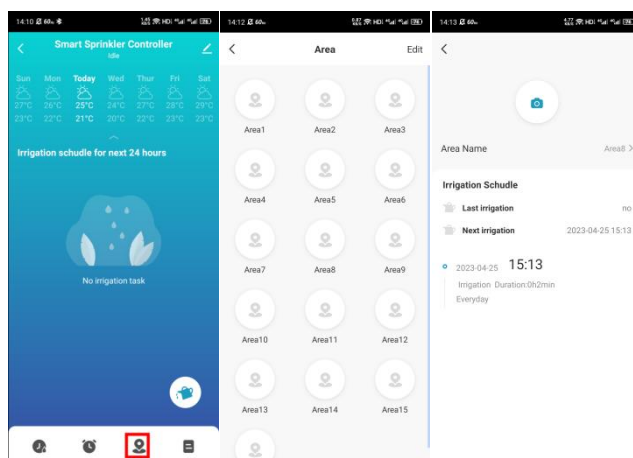 14:10
Smart Sprinkler Controller
Idle
Sun Mon Today Wed Thur Fri Sat
27°C 26°C 25°C 24°C 27°C 28°C 29°C
23°C 22°C 21°C 20°C 22°C 23°C 23°C
Irrigation schudle for next 24 hours
No irrigation task
14:12
Area Edit
Area1 Area2 Area3
Area4 Area5 Area6
Area7 Area8 Area9
Area10 Area11 Area12
Area13 Area14 Area15
14:13
Area Name Area8
Irrigation Schudle
Last irrigation no
Next irrigation 2023-04-25 15:13
2023-04-25 15:13
Irrigation Duration:0h2min
Everyday